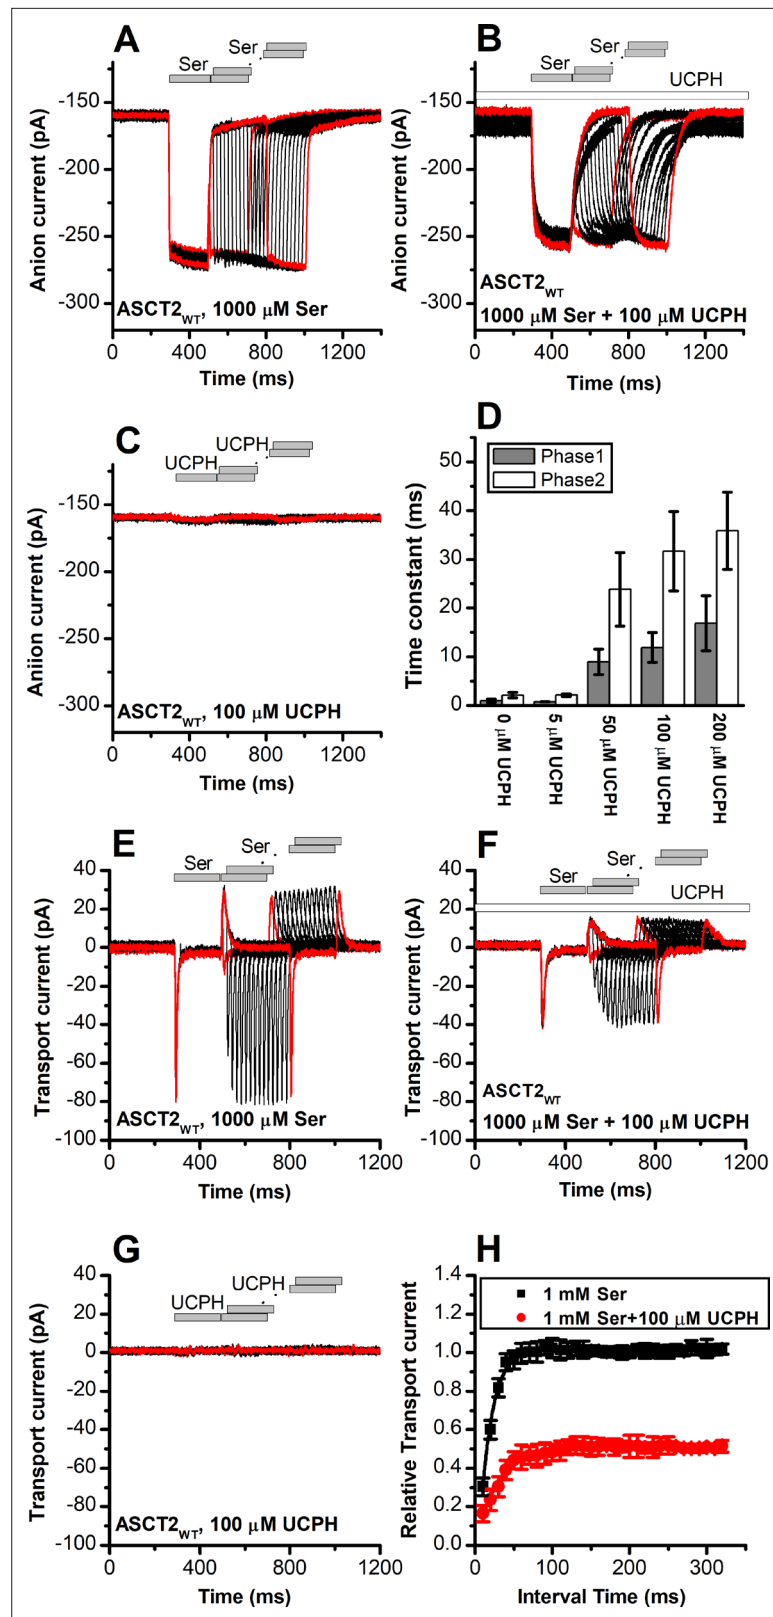 A
Ser
Ser
-150
-200
-250
-300
Anion current (pA)
ASCT2WT, 1000 μM Ser
0 400 800 1200
Time (ms)
B
Ser
Ser
UCPH
-150
-200
-250
-300
Anion current (pA)
ASCT2WT
1000 μM Ser + 100 μM UCPH
0 400 800 1200
Time (ms)
C
UCPH
UCPH
-150
-200
-250
-300
Aniion current (pA)
ASCT2WT, 100 μM UCPH
0 400 800 1200
Time (ms)
D
Phase1
Phase2
50
40
30
20
10
0
Time constant (ms)
0 μM UCPH
5 μM UCPH
50 μM UCPH
100 μM UCPH
200 μM UCPH
E
Ser
Ser
40
20
0
-20
-40
-60
-80
-100
Transport current (pA)
ASCT2WT, 1000 μM Ser
0 400 800 1200
Time (ms)
F
Ser
Ser
UCPH
40
20
0
-20
-40
-60
-80
-100
Transport current (pA)
ASCT2WT
1000 μM Ser + 100 μM UCPH
0 400 800 1200
Time (ms)
G
UCPH
UCPH
40
20
0
-20
-40
-60
-80
-100
Transport current (pA)
ASCT2WT, 100 μM UCPH
0 400 800 1200
Time (ms)
H
1 mM Ser
1 mM Ser+100 μM UCPH
1.4
1.2
1.0
0.8
0.6
0.4
0.2
0.0
Relative Transport current
0 100 200 300
Interval Time (ms)